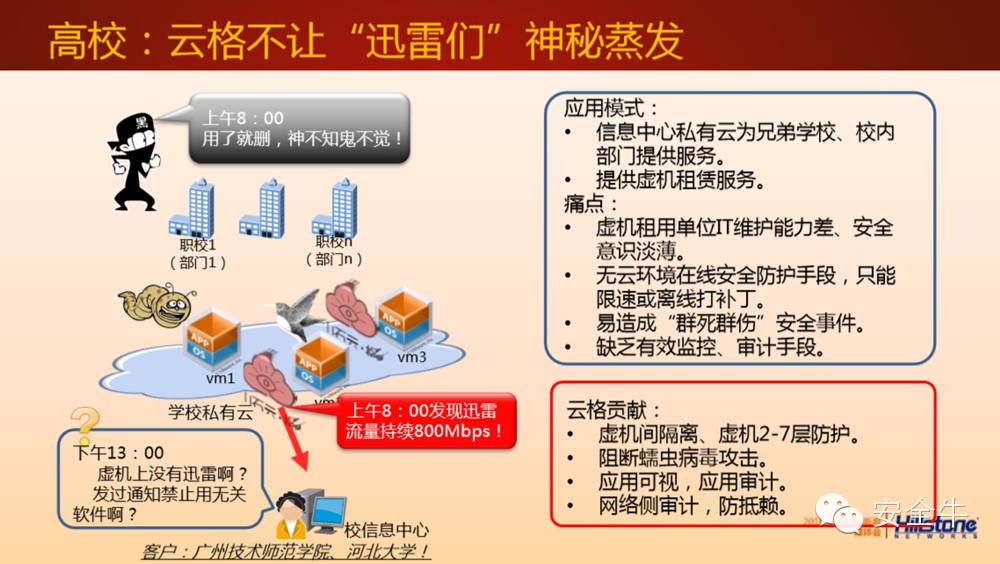 高校：云格不让“迅雷们”神秘蒸发
黑
上午8：00
用了就删，神不知鬼不觉！
职校1
（部门1）
职校n
（部门n）
APP
OS
vm1
APP
OS
APP
OS
vm3
学校私有云
上午8：00发现迅雷
流量持续800Mbps！
?
下午13：00
虚机上没有迅雷啊？
发过通知禁止用无关
软件啊？
校信息中心
客户：广州技术师范学院、河北大学！
应用模式：
• 信息中心私有云为兄弟学校、校内
部门提供服务。
• 提供虚机租赁服务。
痛点：
• 虚机租用单位IT维护能力差、安全
意识淡薄。
• 无云环境在线安全防护手段，只能
限速或离线打补丁。
• 易造成“群死群伤”安全事件。
• 缺乏有效监控、审计手段。
云格贡献：
• 虚机间隔离、虚机2-7层防护。
• 阻断蠕虫病毒攻击。
• 应用可视，应用审计。
• 网络侧审计，防抵赖。
安全牛
Hillstone
NETWORKS